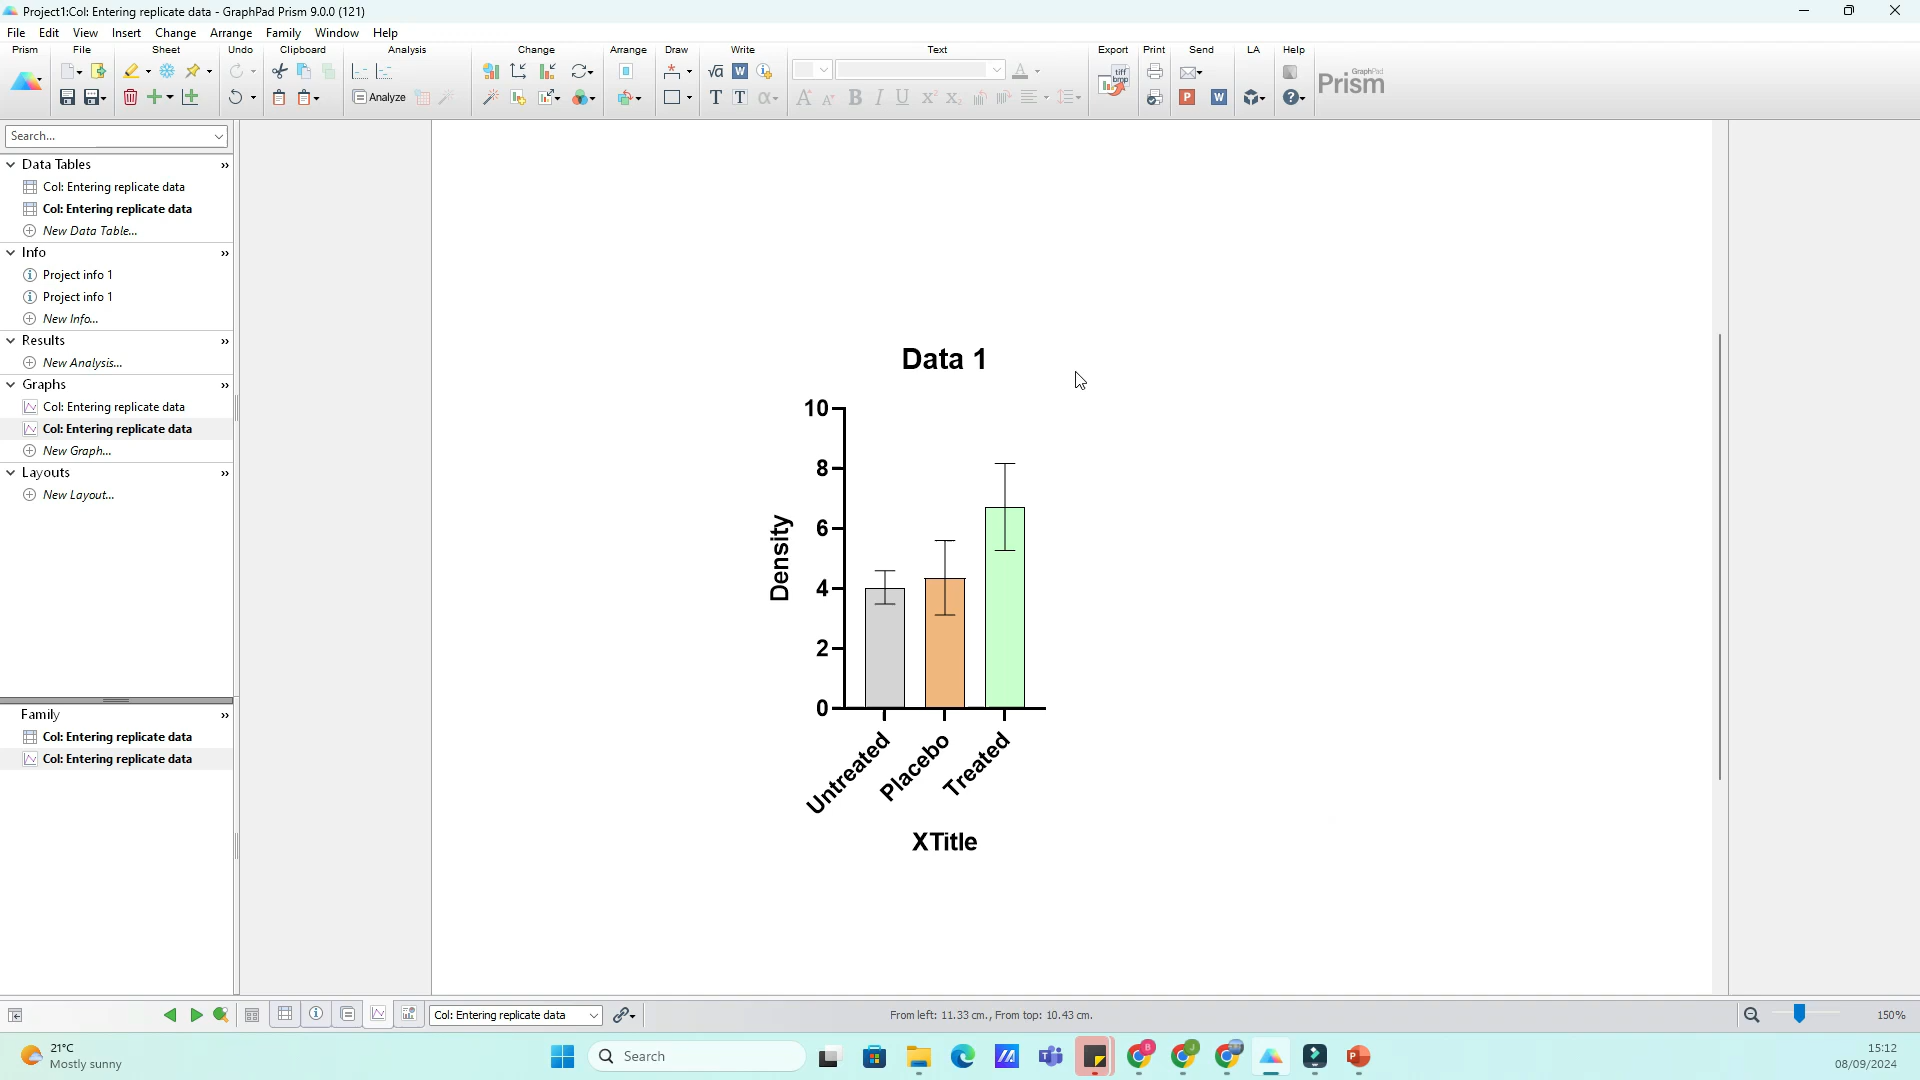 Project1:Col: Entering replicate data - GraphPad Prism 9.0.0 (121)
File Edit View Insert Change Arrange Family Window Help
Prism File Sheet Undo Clipboard Analysis Change Arrange Draw Write Text Export Print Send LA Help
tiff
bmp
GraphPad
Prism
Analyze
Search...
Data Tables
Col: Entering replicate data
Col: Entering replicate data
New Data Table...
Info
Project info 1
Project info 1
New Info...
Results
New Analysis...
Graphs
Col: Entering replicate data
Col: Entering replicate data
New Graph...
Layouts
New Layout...
Family
Col: Entering replicate data
Col: Entering replicate data
Data 1
10
8
6
4
2
0
Density
Untreated
Placebo
Treated
XTitle
Col: Entering replicate data
From left: 11.33 cm., From top: 10.43 cm.
150%
21°C
Mostly sunny
Search
15:12
08/09/2024